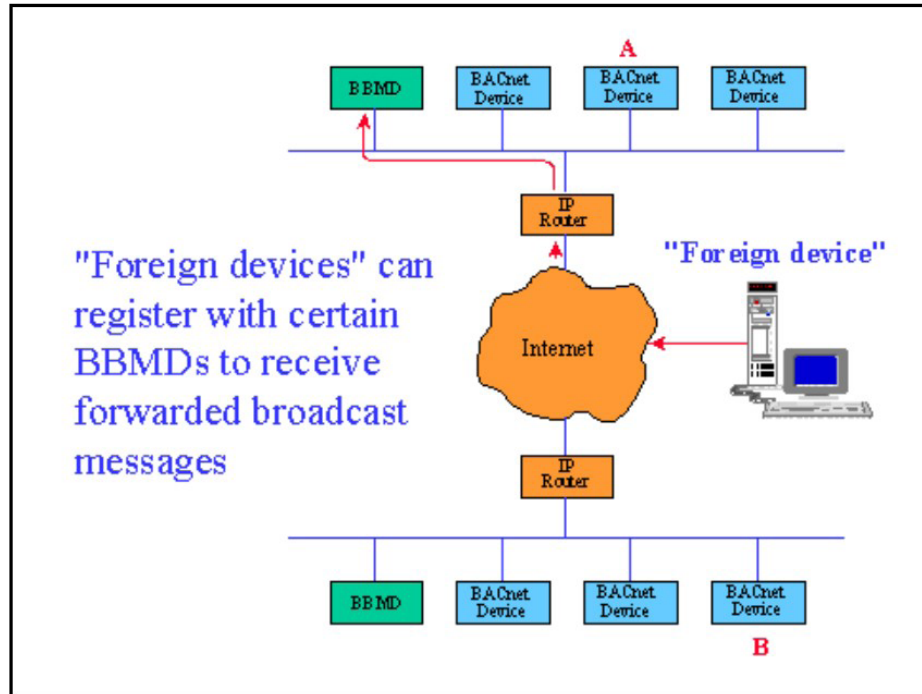 A
BBMD
BACnet
Device
BACnet
Device
BACnet
Device
IP
Router
"Foreign devices" can
register with certain
BBMDs to receive
forwarded broadcast
messages
"Foreign device"
Internet
IP
Router
BBMD
BACnet
Device
BACnet
Device
BACnet
Device
B